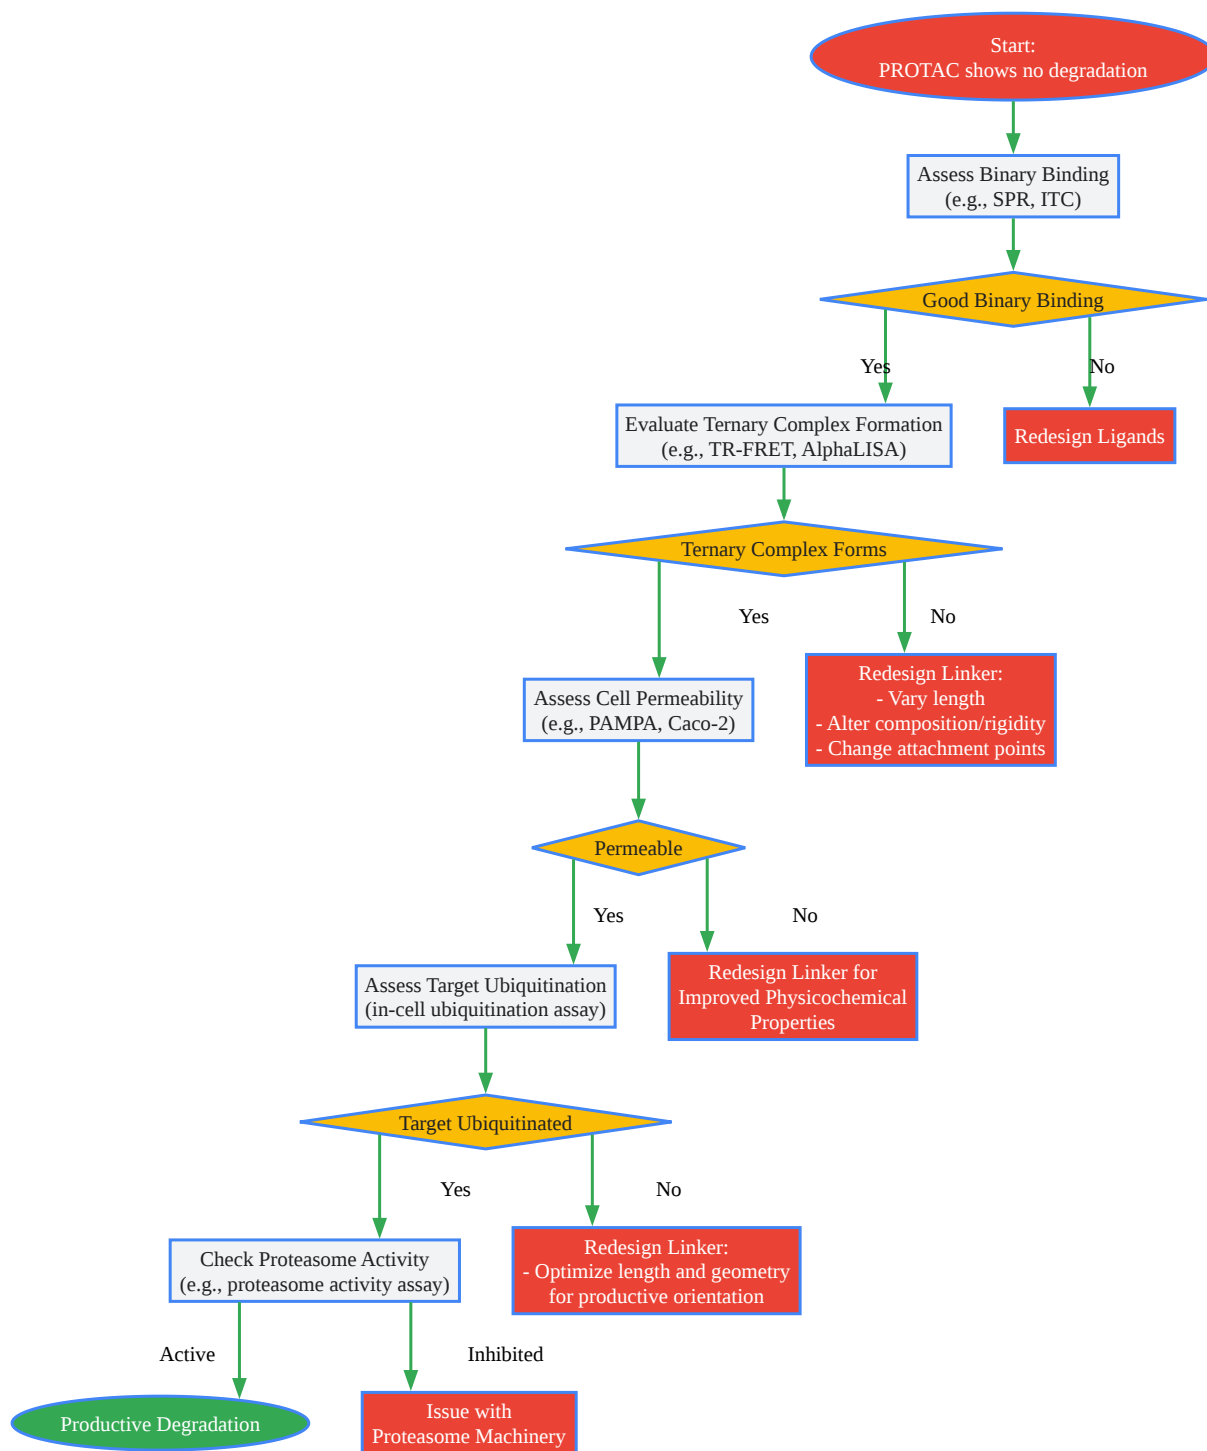 Start:
PROTAC shows no degradation
Assess Binary Binding
(e.g., SPR, ITC)
Good Binary Binding
Yes
No
Evaluate Ternary Complex Formation
(e.g., TR-FRET, AlphaLISA)
Redesign Ligands
Ternary Complex Forms
Yes
No
Assess Cell Permeability
(e.g., PAMPA, Caco-2)
Redesign Linker:
- Vary length
- Alter composition/rigidity
- Change attachment points
Permeable
Yes
No
Assess Target Ubiquitination
(in-cell ubiquitination assay)
Redesign Linker for
Improved Physicochemical
Properties
Target Ubiquitinated
Yes
No
Check Proteasome Activity
(e.g., proteasome activity assay)
Redesign Linker:
- Optimize length and geometry
for productive orientation
Active
Inhibited
Productive Degradation
Issue with
Proteasome Machinery